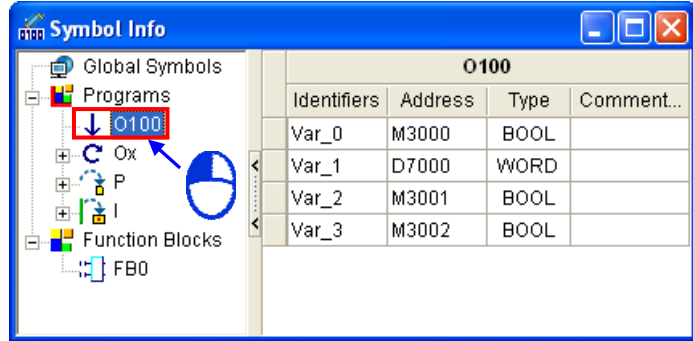 Symbol Info
Global Symbols
Programs
O100
Ox
P
I
Function Blocks
FB0
O100
Identifiers Address Type Comment...
Var_0 M3000 BOOL
Var_1 D7000 WORD
Var_2 M3001 BOOL
Var_3 M3002 BOOL